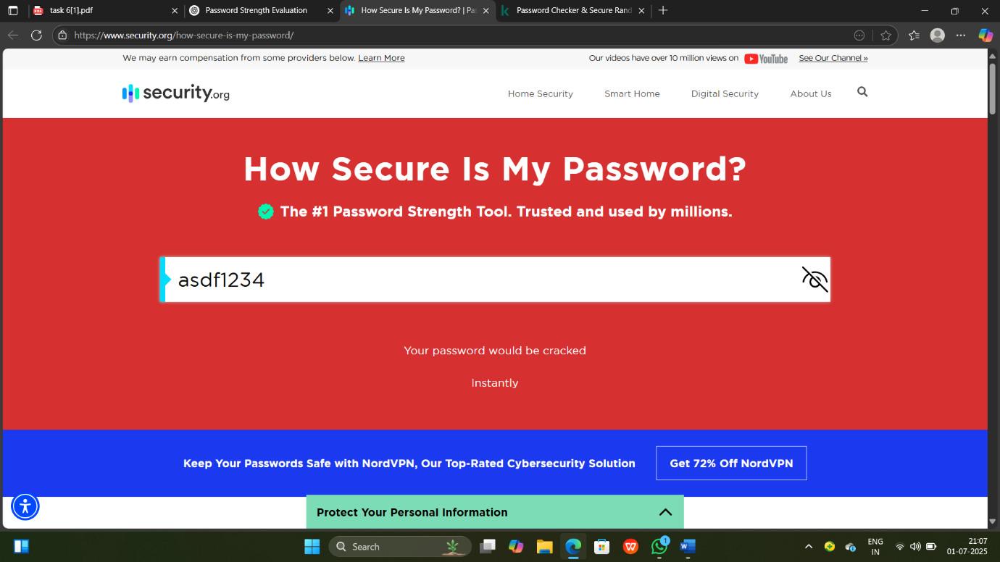 task 6[1].pdf
Password Strength Evaluation
How Secure Is My Password? | Pas
Password Checker & Secure Rand
https://www.security.org/how-secure-is-my-password/
We may earn compensation from some providers below. Learn More
Our videos have over 10 million views on YouTube See Our Channel »
security.org
Home Security Smart Home Digital Security About Us
How Secure Is My Password?
The #1 Password Strength Tool. Trusted and used by millions.
asdf1234
Your password would be cracked
Instantly
Keep Your Passwords Safe with NordVPN, Our Top-Rated Cybersecurity Solution
Get 72% Off NordVPN
Protect Your Personal Information
Search
1
ENG
IN
21:07
01-07-2025